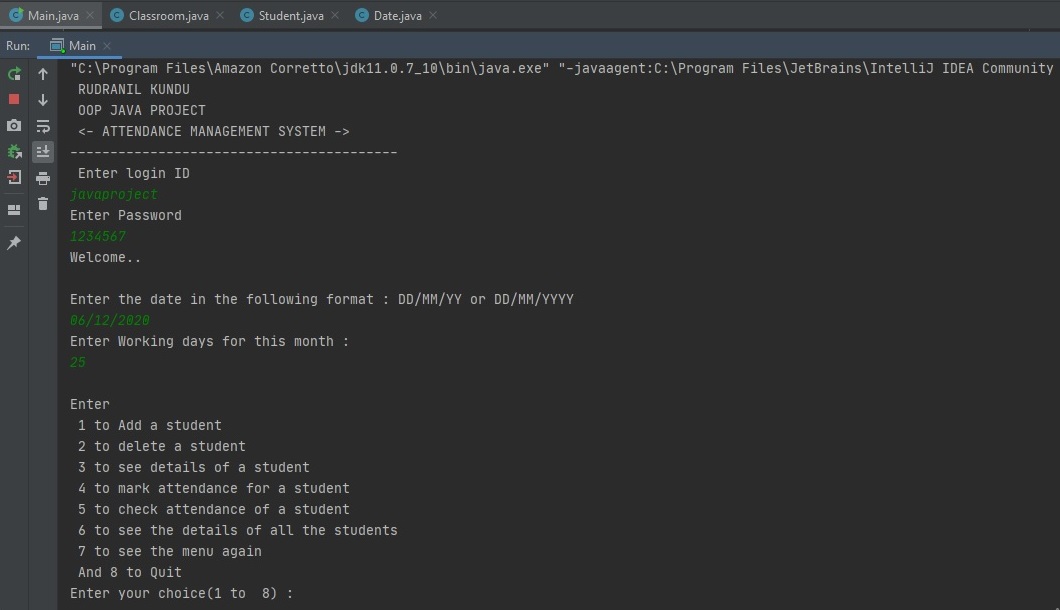 Main.java Classroom.java Student.java Date.java
Run: Main
"C:\Program Files\Amazon Corretto\jdk11.0.7_10\bin\java.exe" "-javaagent:C:\Program Files\JetBrains\IntelliJ IDEA Community
RUDRANIL KUNDU
OOP JAVA PROJECT
<- ATTENDANCE MANAGEMENT SYSTEM ->
-----------------------------------------
Enter login ID
javaproject
Enter Password
1234567
Welcome..
Enter the date in the following format : DD/MM/YY or DD/MM/YYYY
06/12/2020
Enter Working days for this month :
25
Enter
1 to Add a student
2 to delete a student
3 to see details of a student
4 to mark attendance for a student
5 to check attendance of a student
6 to see the details of all the students
7 to see the menu again
And 8 to Quit
Enter your choice(1 to  8) :